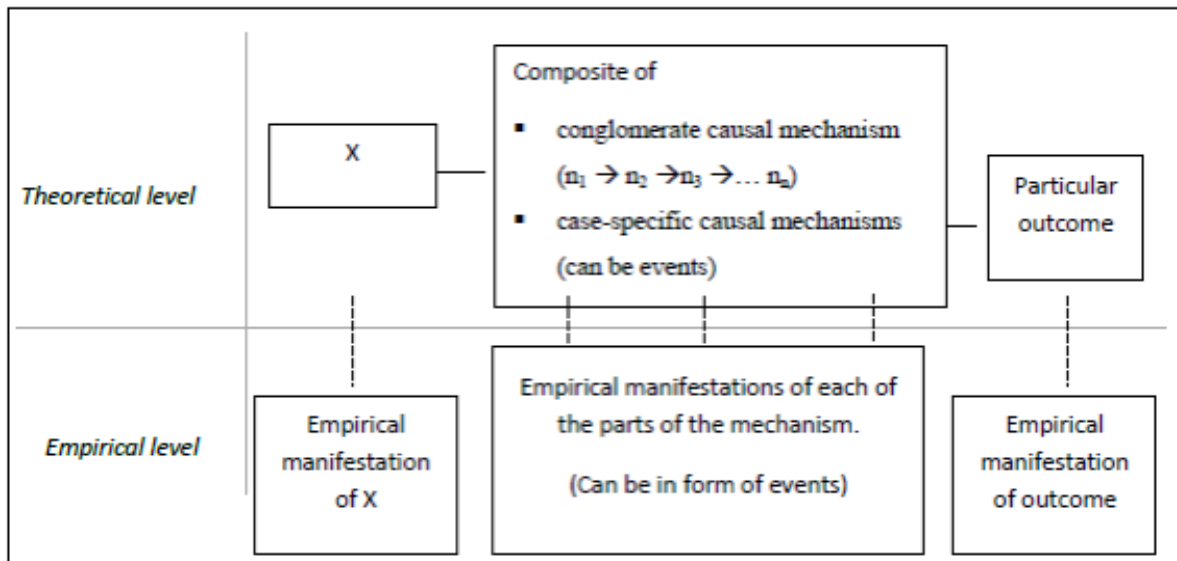 Theoretical level
X
Composite of
▪ conglomerate causal mechanism
(n₁ → n₂ →n₃ →… nₙ)
▪ case-specific causal mechanisms
(can be events)
Particular
outcome
Empirical level
Empirical
manifestation
of X
Empirical manifestations of each of
the parts of the mechanism.
(Can be in form of events)
Empirical
manifestation
of outcome